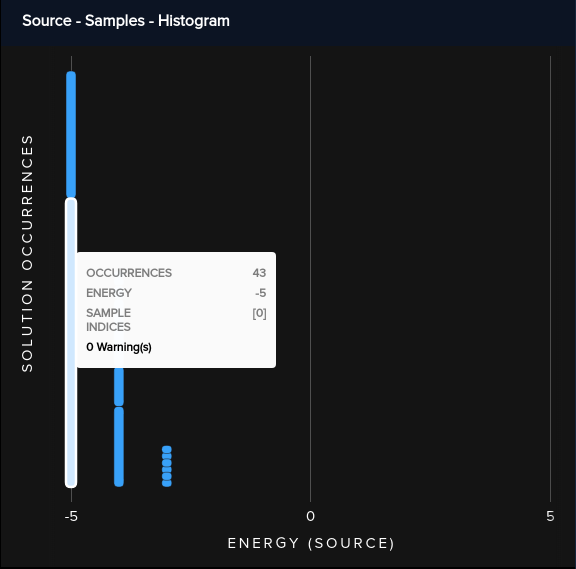 Source - Samples - Histogram
SOLUTION OCCURRENCES
OCCURRENCES 43
ENERGY -5
SAMPLE INDICES [0]
0 Warning(s)
-5 0 5
ENERGY (SOURCE)